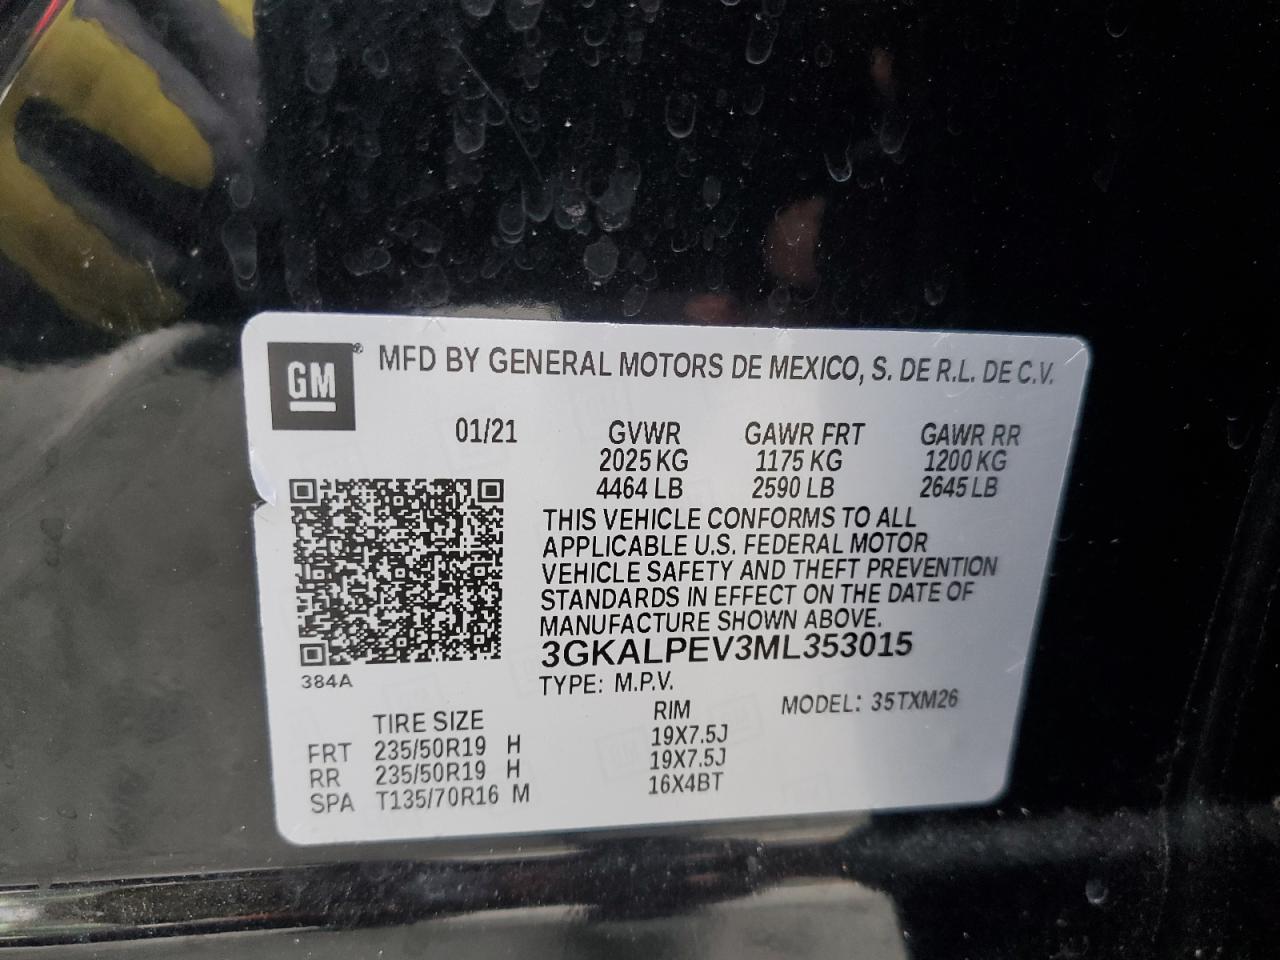 GM® MFD BY GENERAL MOTORS DE MEXICO, S. DE R.L. DE C.V.
01/21 GVWR GAWR FRT GAWR RR
2025 KG 1175 KG 1200 KG
4464 LB 2590 LB 2645 LB
THIS VEHICLE CONFORMS TO ALL
APPLICABLE U.S. FEDERAL MOTOR
VEHICLE SAFETY AND THEFT PREVENTION
STANDARDS IN EFFECT ON THE DATE OF
MANUFACTURE SHOWN ABOVE.
3GKALPEV3ML353015
384A
TYPE: M.P.V.
MODEL: 35TXM26
TIRE SIZE RIM
FRT 235/50R19 H 19X7.5J
RR 235/50R19 H 19X7.5J
SPA T135/70R16 M 16X4BT